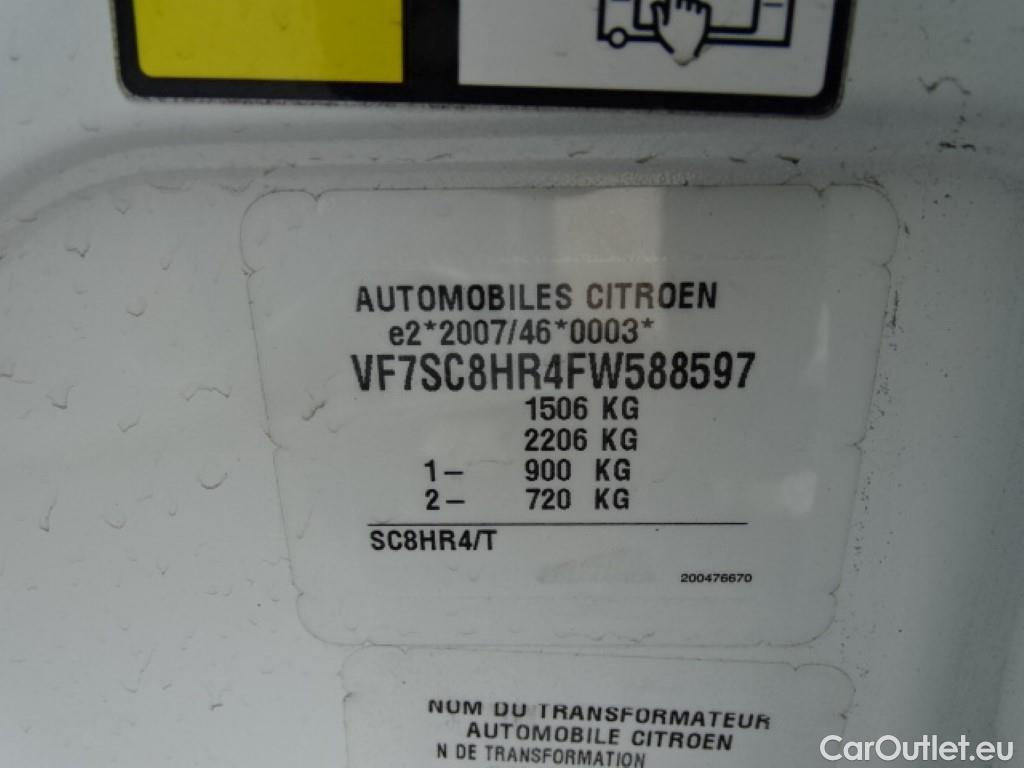 AUTOMOBILES CITROEN
e2*2007/46*0003*
VF7SC8HR4FW588597
1506 KG
2206 KG
1- 900 KG
2- 720 KG
SC8HR4/T
200476670
NOM DU TRANSFORMATEUR
AUTOMOBILE CITROEN
N DE TRANSFORMATION
CarOutlet.eu